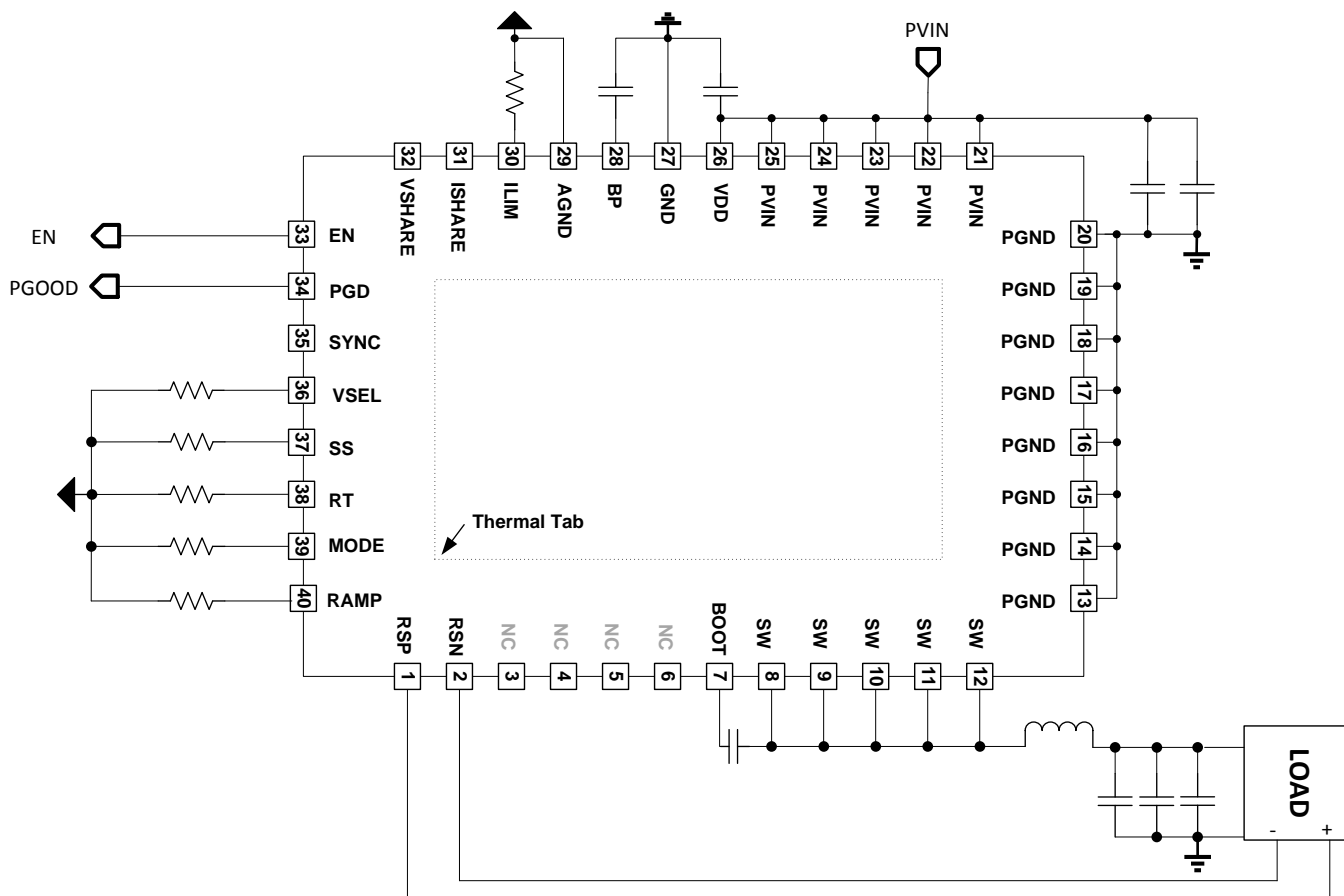 PVIN
32
31
30
29
28
27
26
25
24
23
22
21
VSHARE
ISHARE
ILIM
AGND
BP
GND
VDD
PVIN
PVIN
PVIN
PVIN
PVIN
EN
33
EN
PGND
20
PGOOD
34
PGD
PGND
19
35
SYNC
PGND
18
36
VSEL
PGND
17
37
SS
PGND
16
38
RT
PGND
15
Thermal Tab
39
MODE
PGND
14
40
RAMP
PGND
13
RSP
RSN
NC
NC
NC
NC
BOOT
SW
SW
SW
SW
SW
1
2
3
4
5
6
7
8
9
10
11
12
LOAD
- +